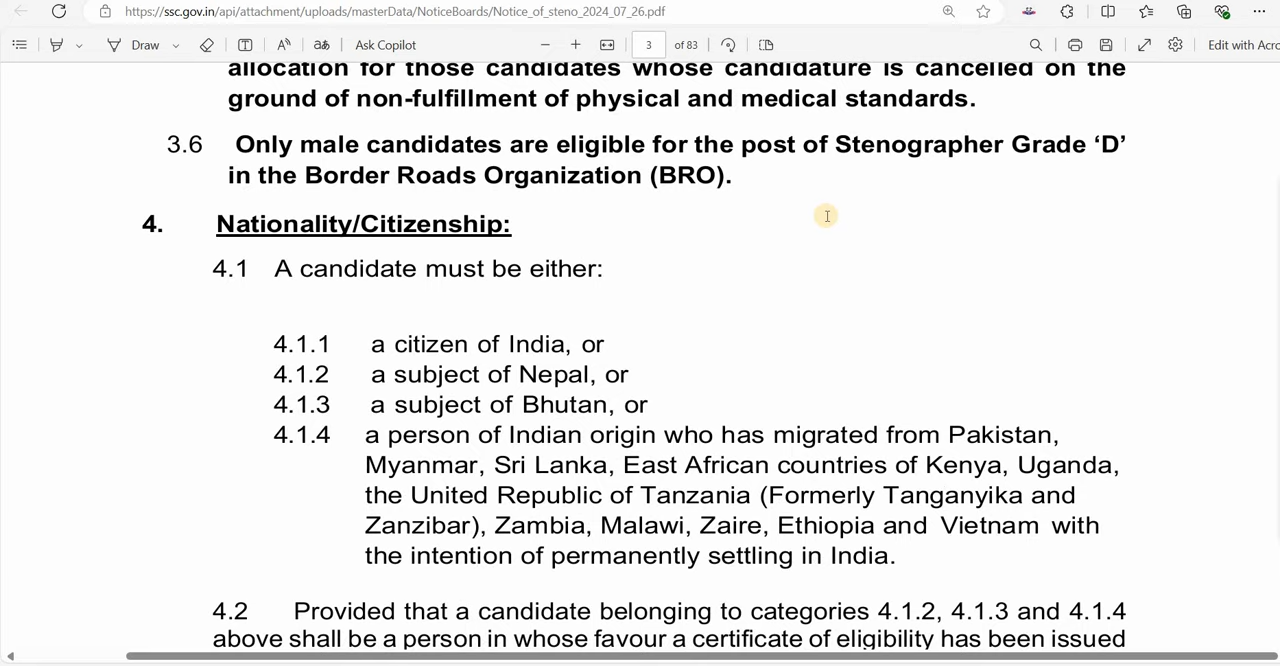 https://ssc.gov.in/api/attachment/uploads/masterData/NoticeBoards/Notice_of_steno_2024_07_26.pdf
Draw
Ask Copilot
3 of 83
Edit with Acro
allocation for those candidates whose candidature is cancelled on the
ground of non-fulfillment of physical and medical standards.
3.6 Only male candidates are eligible for the post of Stenographer Grade ‘D’
in the Border Roads Organization (BRO).
4. Nationality/Citizenship:
4.1 A candidate must be either:
4.1.1 a citizen of India, or
4.1.2 a subject of Nepal, or
4.1.3 a subject of Bhutan, or
4.1.4 a person of Indian origin who has migrated from Pakistan,
Myanmar, Sri Lanka, East African countries of Kenya, Uganda,
the United Republic of Tanzania (Formerly Tanganyika and
Zanzibar), Zambia, Malawi, Zaire, Ethiopia and Vietnam with
the intention of permanently settling in India.
4.2 Provided that a candidate belonging to categories 4.1.2, 4.1.3 and 4.1.4
above shall be a person in whose favour a certificate of eligibility has been issued